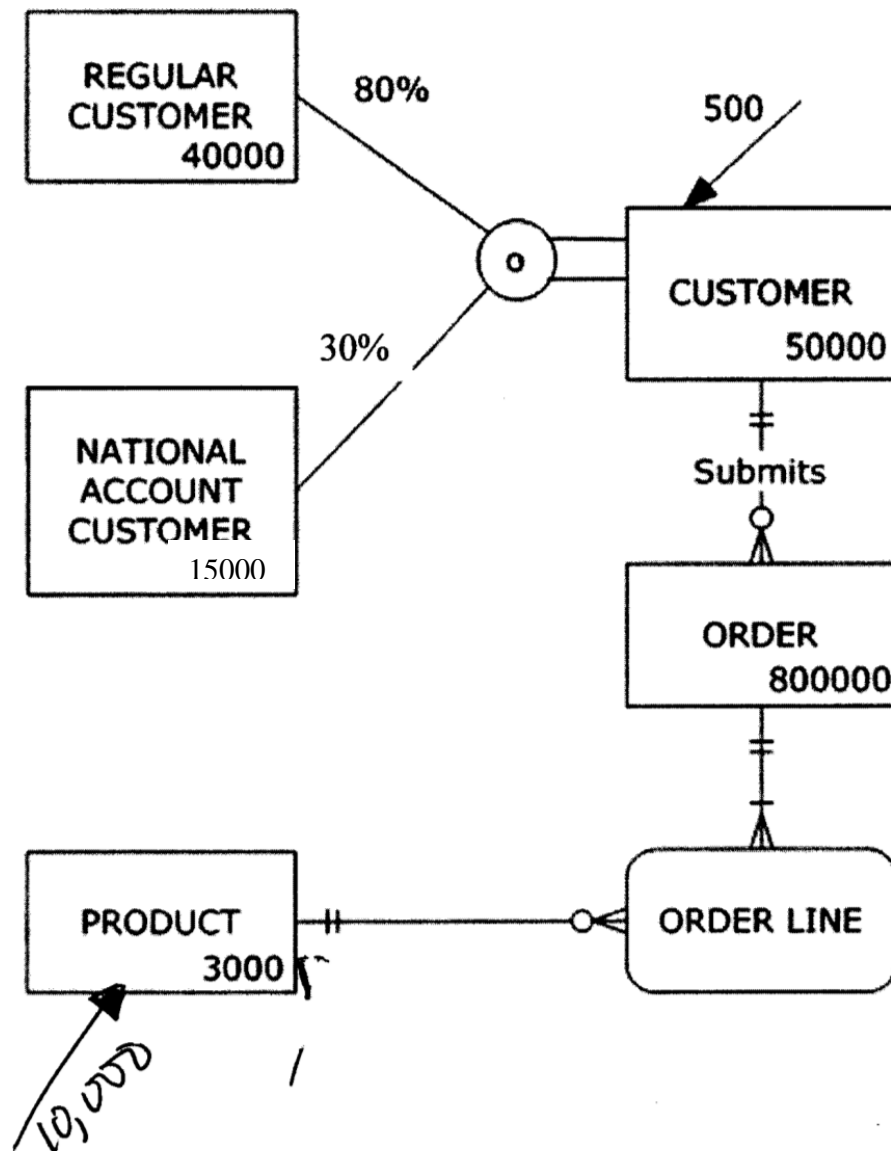 REGULAR
CUSTOMER
40000
80%
500
o
CUSTOMER
50000
30%
NATIONAL
ACCOUNT
CUSTOMER
15000
Submits
ORDER
800000
PRODUCT
3000
ORDER LINE
10,000